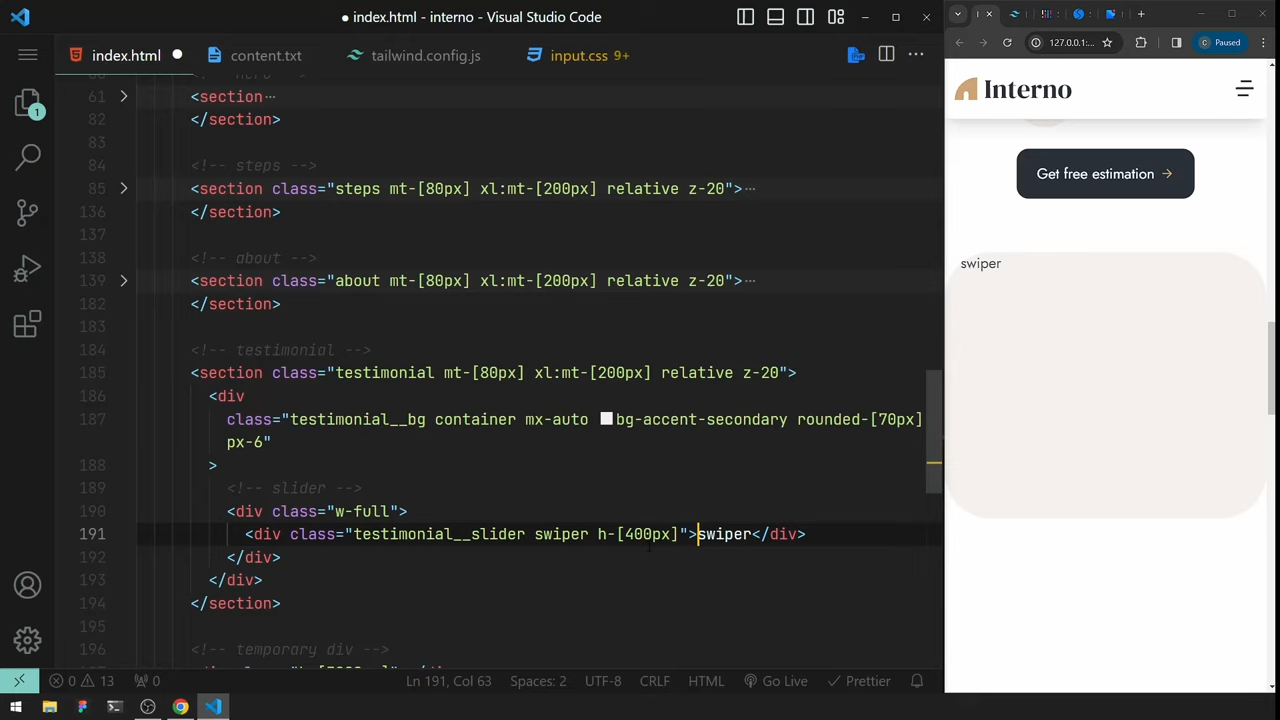 index.html - interno - Visual Studio Code
index.html
content.txt
tailwind.config.js
input.css 9+
61 <section
82 </section>
83
84 <!-- steps -->
85 <section class="steps mt-[80px] xl:mt-[200px] relative z-20">
136 </section>
137
138 <!-- about -->
139 <section class="about mt-[80px] xl:mt-[200px] relative z-20">
182 </section>
183
184 <!-- testimonial -->
185 <section class="testimonial mt-[80px] xl:mt-[200px] relative z-20">
186 <div
187 class="testimonial__bg container mx-auto bg-accent-secondary rounded-[70px]
px-6"
188 >
189 <!-- slider -->
190 <div class="w-full">
191 <div class="testimonial__slider swiper h-[400px]">swiper</div>
192 </div>
193 </div>
194 </section>
195
196 <!-- temporary div -->
1
0 13
0
Ln 191, Col 63
Spaces: 2
UTF-8
CRLF
HTML
Go Live
Prettier
127.0.0.1:...
C
Paused
Interno
Get free estimation
swiper